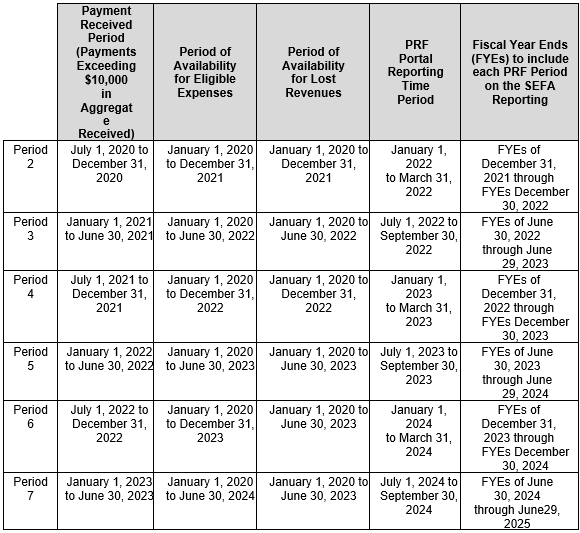 Payment
Received
Period
(Payments
Exceeding
$10,000
in
Aggregat
e
Received)
Period of
Availability
for Eligible
Expenses
Period of
Availability
for Lost
Revenues
PRF
Portal
Reporting
Time
Period
Fiscal Year Ends
(FYEs) to include
each PRF Period
on the SEFA
Reporting
Period
2
July 1, 2020 to
December 31,
2020
January 1, 2020
to December 31,
2021
January 1, 2020 to
December 31,
2021
January 1,
2022
to March 31,
2022
FYEs of
December 31,
2021 through
FYEs December
30, 2022
Period
3
January 1, 2021
to June 30, 2021
January 1, 2020
to June 30, 2022
January 1, 2020 to
June 30, 2022
July 1, 2022 to
September 30,
2022
FYEs of June
30, 2022
through June
29, 2023
Period
4
July 1, 2021 to
December 31,
2021
January 1, 2020
to December 31,
2022
January 1, 2020 to
December 31,
2022
January 1,
2023
to March 31,
2023
FYEs of
December 31,
2022 through
FYEs December
30, 2023
Period
5
January 1, 2022
to June 30, 2022
January 1, 2020
to June 30, 2023
January 1, 2020 to
June 30, 2023
July 1, 2023 to
September 30,
2023
FYEs of June
30, 2023
through June
29, 2024
Period
6
July 1, 2022 to
December 31,
2022
January 1, 2020
to December 31,
2023
January 1, 2020 to
June 30, 2023
January 1,
2024
to March 31,
2024
FYEs of
December 31,
2023 through
FYEs December
30, 2024
Period
7
January 1, 2023
to June 30, 2023
January 1, 2020
to June 30, 2024
January 1, 2020 to
June 30, 2023
July 1, 2024 to
September 30,
2024
FYEs of June
30, 2024
through June29,
2025